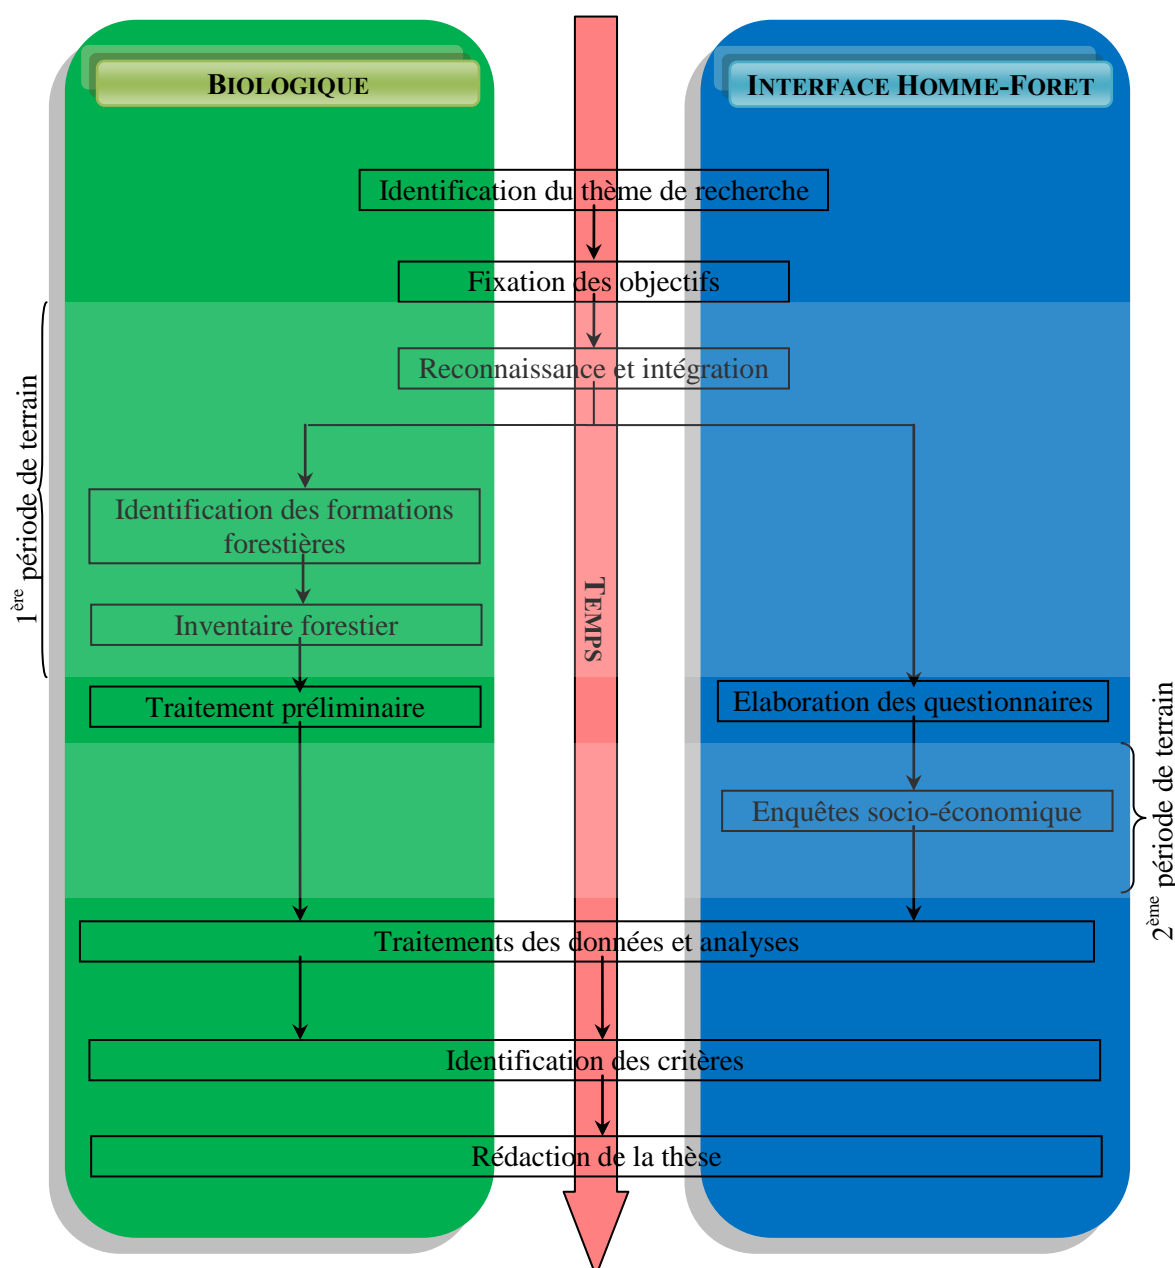 BIOLOGIQUE
INTERFACE HOMME-FORET
Identification du thème de recherche
Fixation des objectifs
Reconnaissance et intégration
1ère période de terrain
Identification des formations
forestières
TEMPS
Inventaire forestier
Traitement préliminaire
Elaboration des questionnaires
Enquêtes socio-économique
2ème période de terrain
Traitements des données et analyses
Identification des critères
Rédaction de la thèse